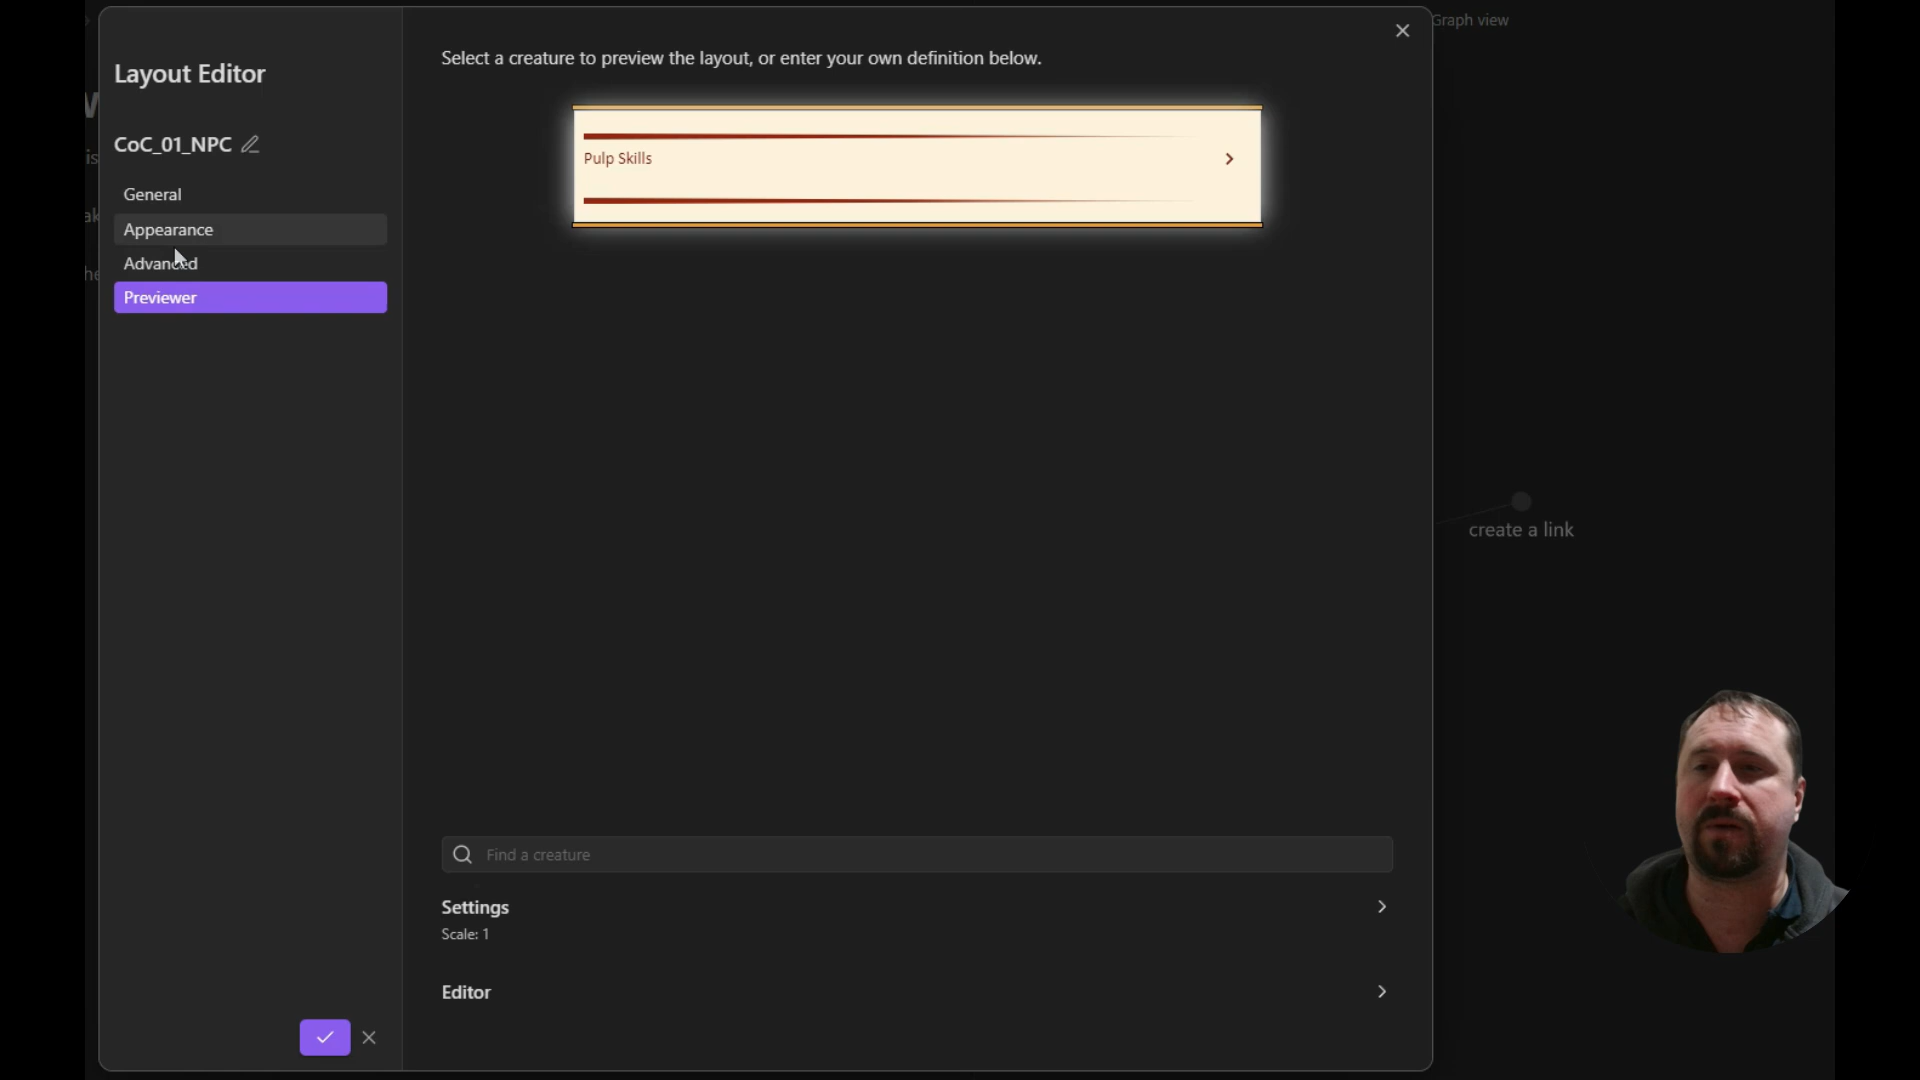 Graph view
Layout Editor
Select a creature to preview the layout, or enter your own definition below.
CoC_01_NPC
Pulp Skills
General
Appearance
Advanced
Previewer
create a link
Find a creature
Settings
Scale: 1
Editor